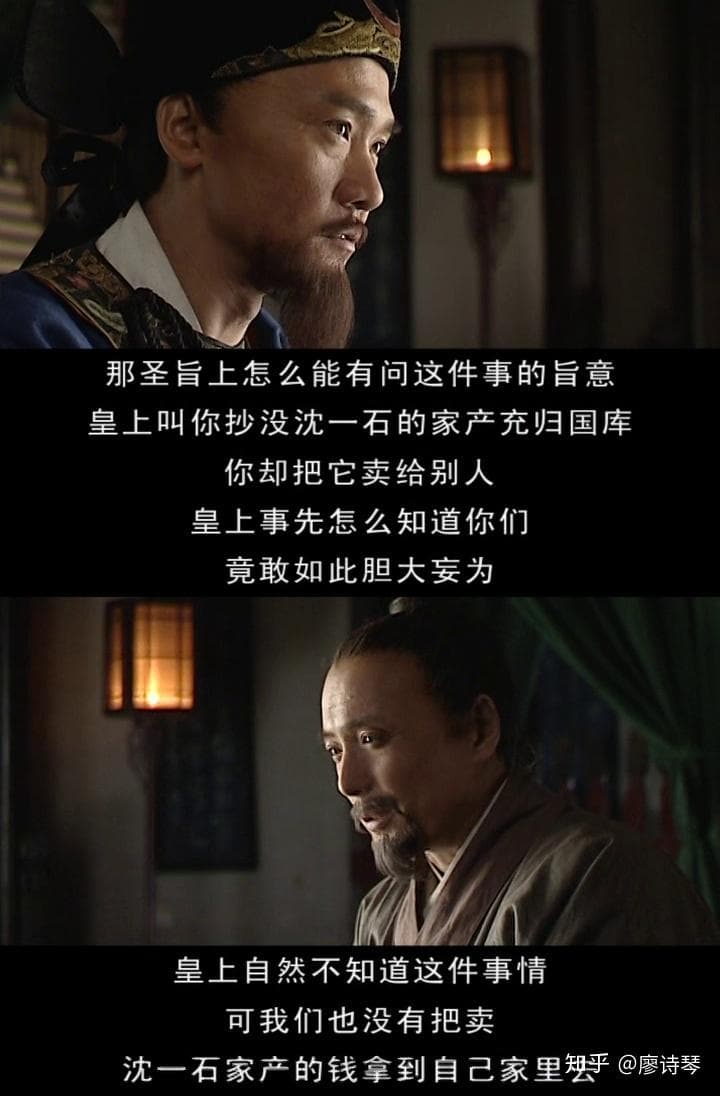 那圣旨上怎么能有问这件事的旨意
皇上叫你抄没沈一石的家产充归国库
你却把它卖给别人
皇上事先怎么知道你们
竟敢如此胆大妄为
皇上自然不知道这件事情
可我们也没有把卖
沈一石家产的钱拿到自己家里去
知乎 @廖诗琴